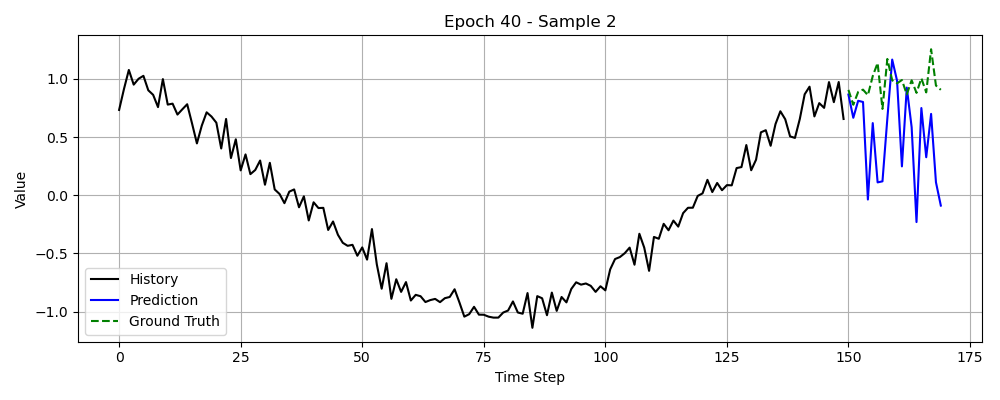 Epoch 40 - Sample 2
Value
1.0
0.5
0.0
−0.5
−1.0
History
Prediction
Ground Truth
0 25 50 75 100 125 150 175
Time Step